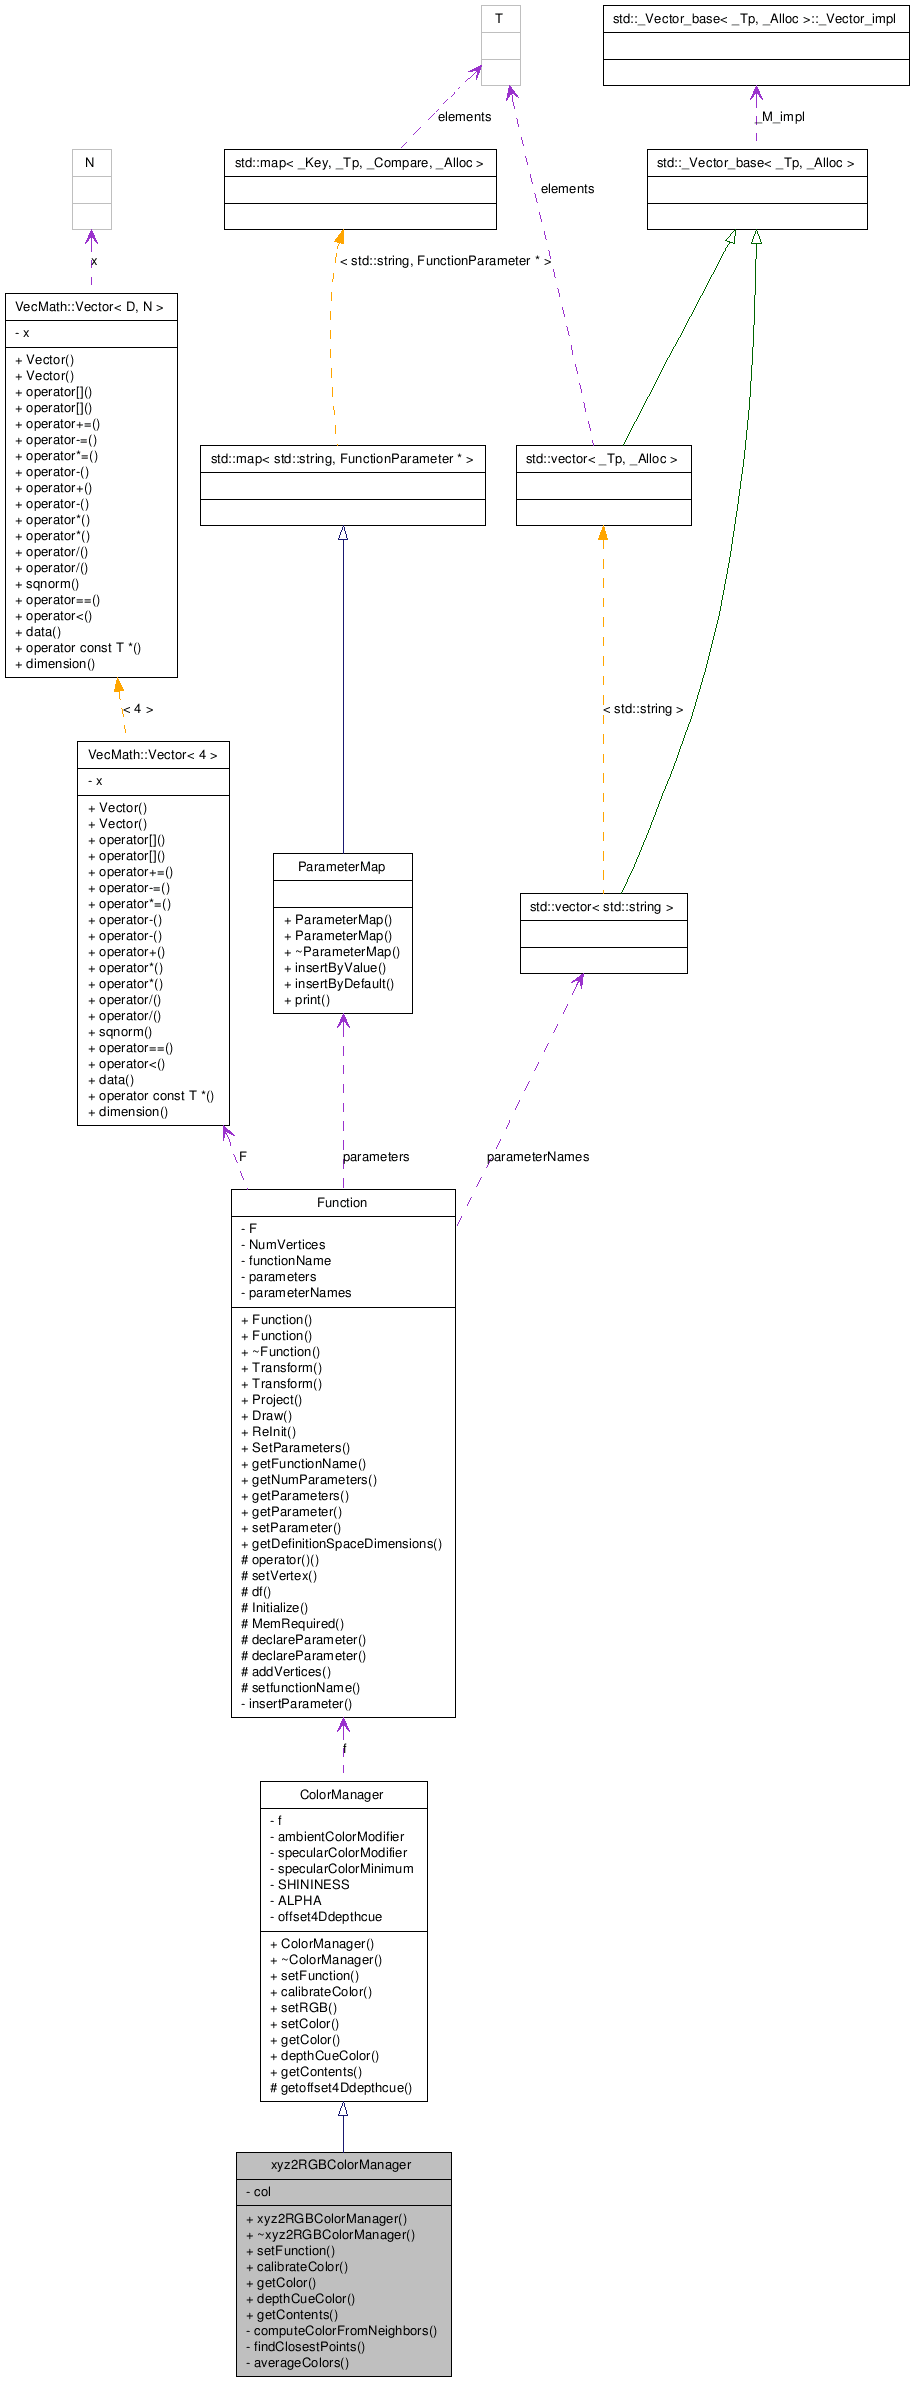 T
std::_Vector_base< _Tp, _Alloc >::_Vector_impl
elements
_M_impl
N
std::map< _Key, _Tp, _Compare, _Alloc >
std::_Vector_base< _Tp, _Alloc >
elements
x
< std::string, FunctionParameter * >
VecMath::Vector< D, N >
- x
+ Vector()
+ Vector()
+ operator[]()
+ operator[]()
+ operator+=()
+ operator-=()
+ operator*=()
+ operator-()
+ operator+()
+ operator-()
+ operator*()
+ operator*()
+ operator/()
+ operator/()
+ sqnorm()
+ operator==()
+ operator<()
+ data()
+ operator const T *()
+ dimension()
std::map< std::string, FunctionParameter * >
std::vector< _Tp, _Alloc >
< 4 >
< std::string >
VecMath::Vector< 4 >
- x
+ Vector()
+ Vector()
+ operator[]()
+ operator[]()
+ operator+=()
+ operator-=()
+ operator*=()
+ operator-()
+ operator-()
+ operator+()
+ operator*()
+ operator*()
+ operator/()
+ operator/()
+ sqnorm()
+ operator==()
+ operator<()
+ data()
+ operator const T *()
+ dimension()
ParameterMap
+ ParameterMap()
+ ParameterMap()
+ ~ParameterMap()
+ insertByValue()
+ insertByDefault()
+ print()
std::vector< std::string >
F
parameters
parameterNames
Function
- F
- NumVertices
- functionName
- parameters
- parameterNames
+ Function()
+ Function()
+ ~Function()
+ Transform()
+ Transform()
+ Project()
+ Draw()
+ ReInit()
+ SetParameters()
+ getFunctionName()
+ getNumParameters()
+ getParameters()
+ getParameter()
+ setParameter()
+ getDefinitionSpaceDimensions()
# operator()()
# setVertex()
# df()
# Initialize()
# MemRequired()
# declareParameter()
# declareParameter()
# addVertices()
# setfunctionName()
- insertParameter()
f
ColorManager
- f
- ambientColorModifier
- specularColorModifier
- specularColorMinimum
- SHININESS
- ALPHA
- offset4Ddepthcue
+ ColorManager()
+ ~ColorManager()
+ setFunction()
+ calibrateColor()
+ setRGB()
+ setColor()
+ getColor()
+ depthCueColor()
+ getContents()
# getoffset4Ddepthcue()
xyz2RGBColorManager
- col
+ xyz2RGBColorManager()
+ ~xyz2RGBColorManager()
+ setFunction()
+ calibrateColor()
+ getColor()
+ depthCueColor()
+ getContents()
- computeColorFromNeighbors()
- findClosestPoints()
- averageColors()